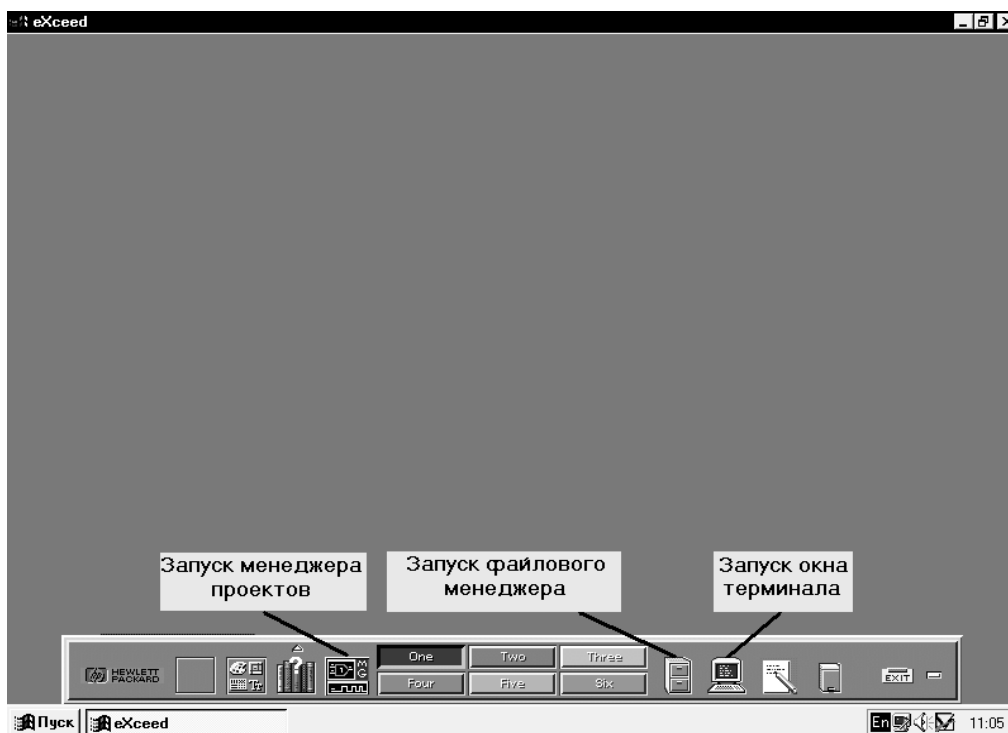 eXceed
Запуск менеджера
проектов
Запуск файлового
менеджера
Запуск окна
терминала
HEWLETT
PACKARD
One Two Three
Four Five Six
EXIT
Пуск eXceed En 11:05